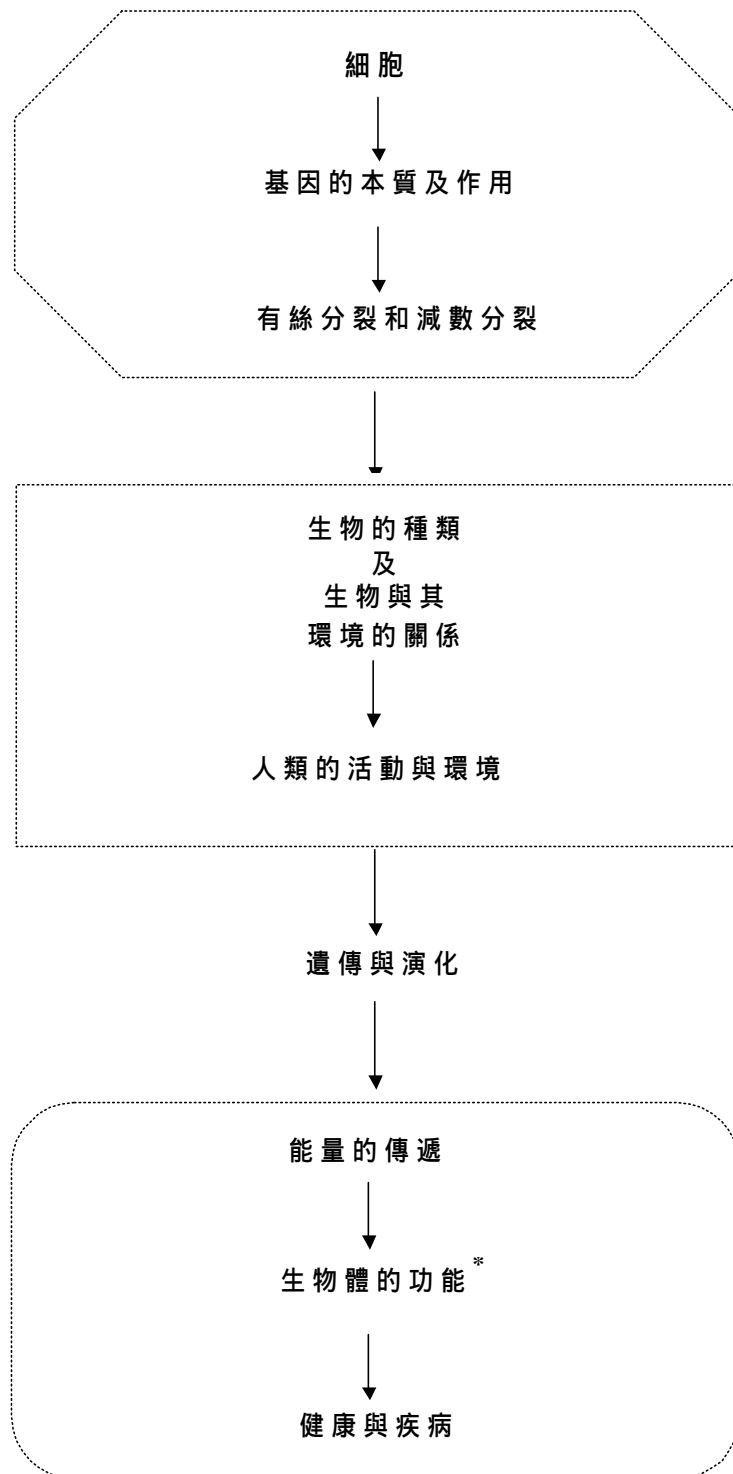 細胞
基因的本質及作用
有絲分裂和減數分裂
生物的種類
及
生物與其
環境的關係
人類的活動與環境
遺傳與演化
能量的傳遞
生物體的功能*
健康與疾病